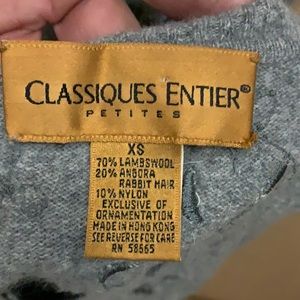 CLASSIQUES ENTIER®
PETITES
XS
70% LAMBSWOOL
20% ANGORA
RABBIT HAIR
10% NYLON
EXCLUSIVE OF
ORNAMENTATION
MADE IN HONG KONG
SEE REVERSE FOR CARE
RN 58565